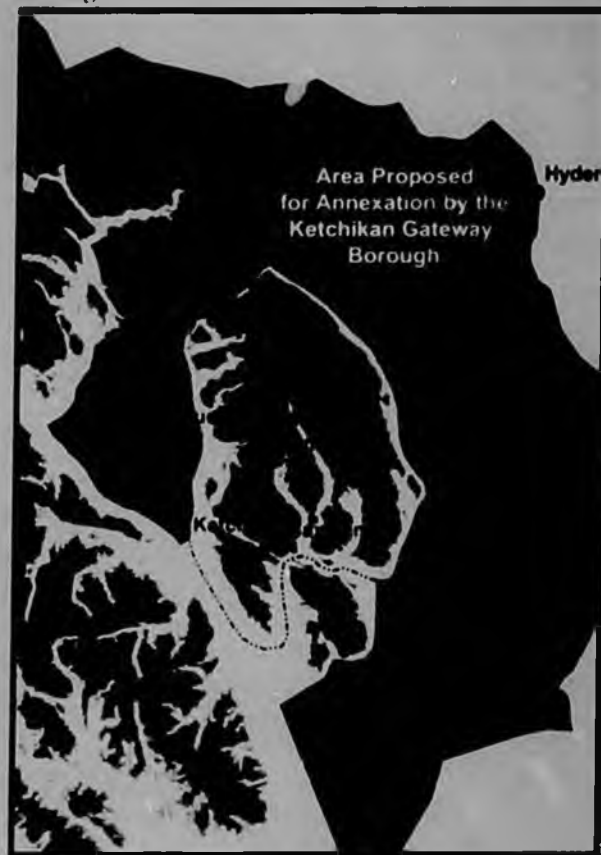 Area Proposed
for Annexation by the
Ketchikan Gateway
Borough
Hyder